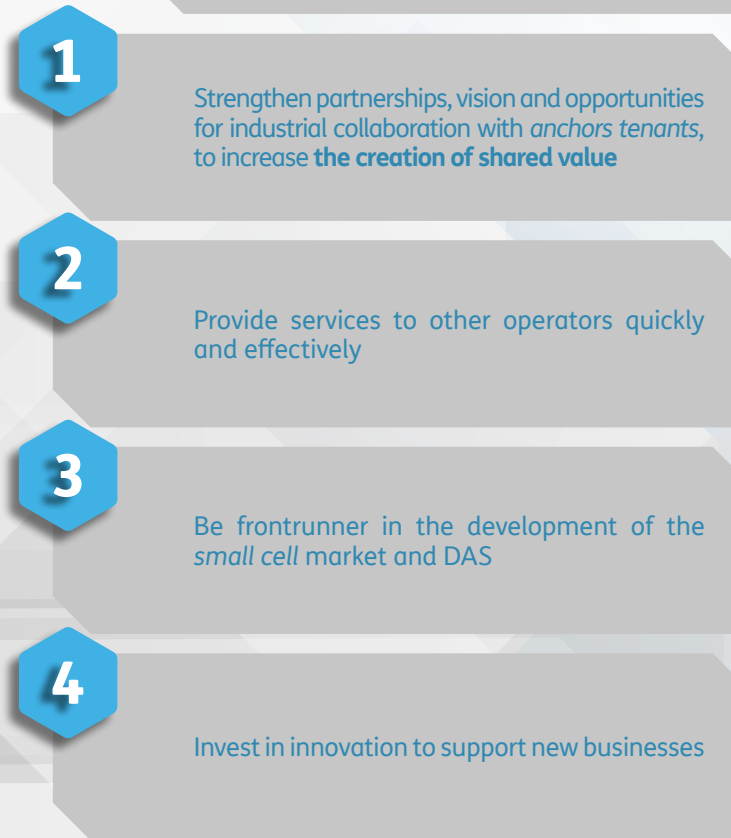 1
Strengthen partnerships, vision and opportunities
for industrial collaboration with anchors tenants,
to increase the creation of shared value
2
Provide services to other operators quickly
and effectively
3
Be frontrunner in the development of the
small cell market and DAS
4
Invest in innovation to support new businesses